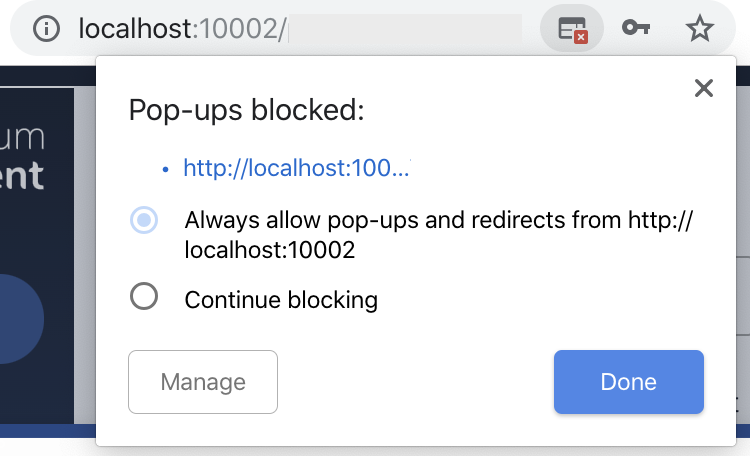 localhost:10002/
um
ent
Pop-ups blocked:
• http://localhost:100...
Always allow pop-ups and redirects from http://
localhost:10002
Continue blocking
Manage
Done